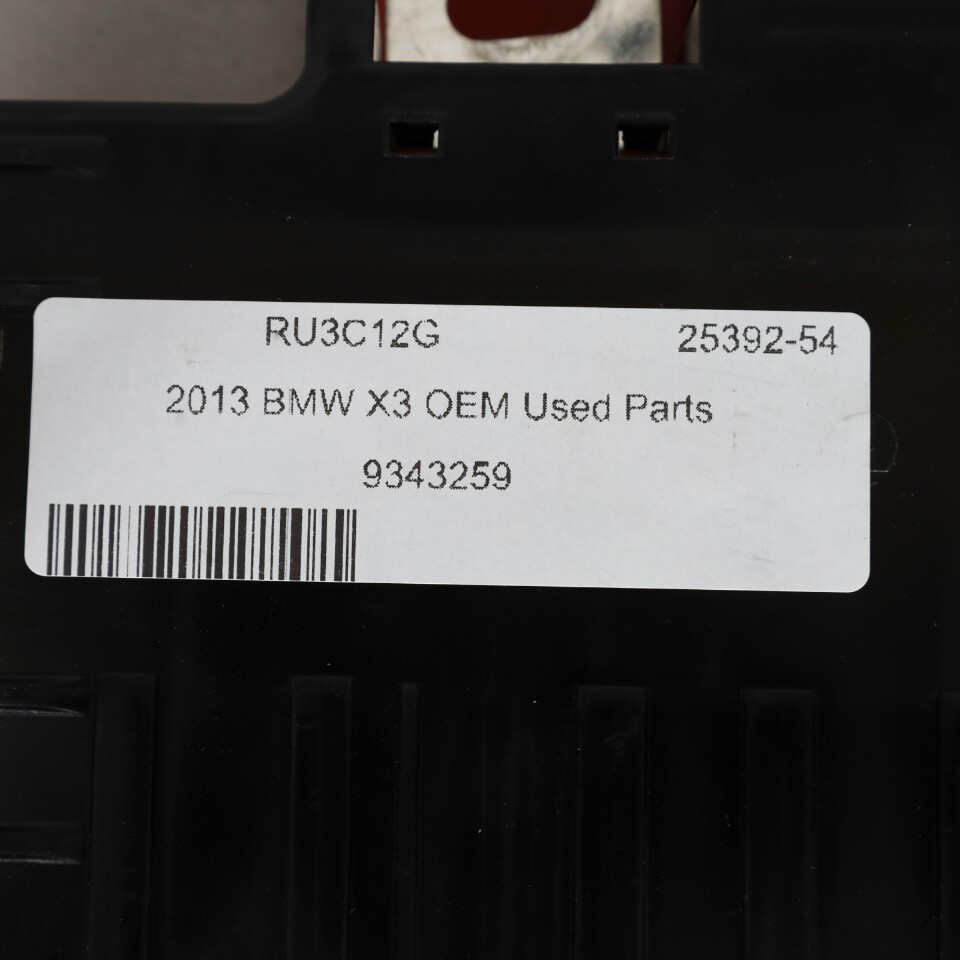 RU3C12G 25392-54
2013 BMW X3 OEM Used Parts
9343259